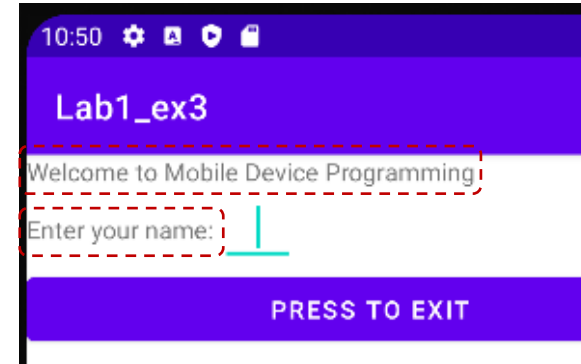 10:50
Lab1_ex3
Welcome to Mobile Device Programming
Enter your name:
PRESS TO EXIT